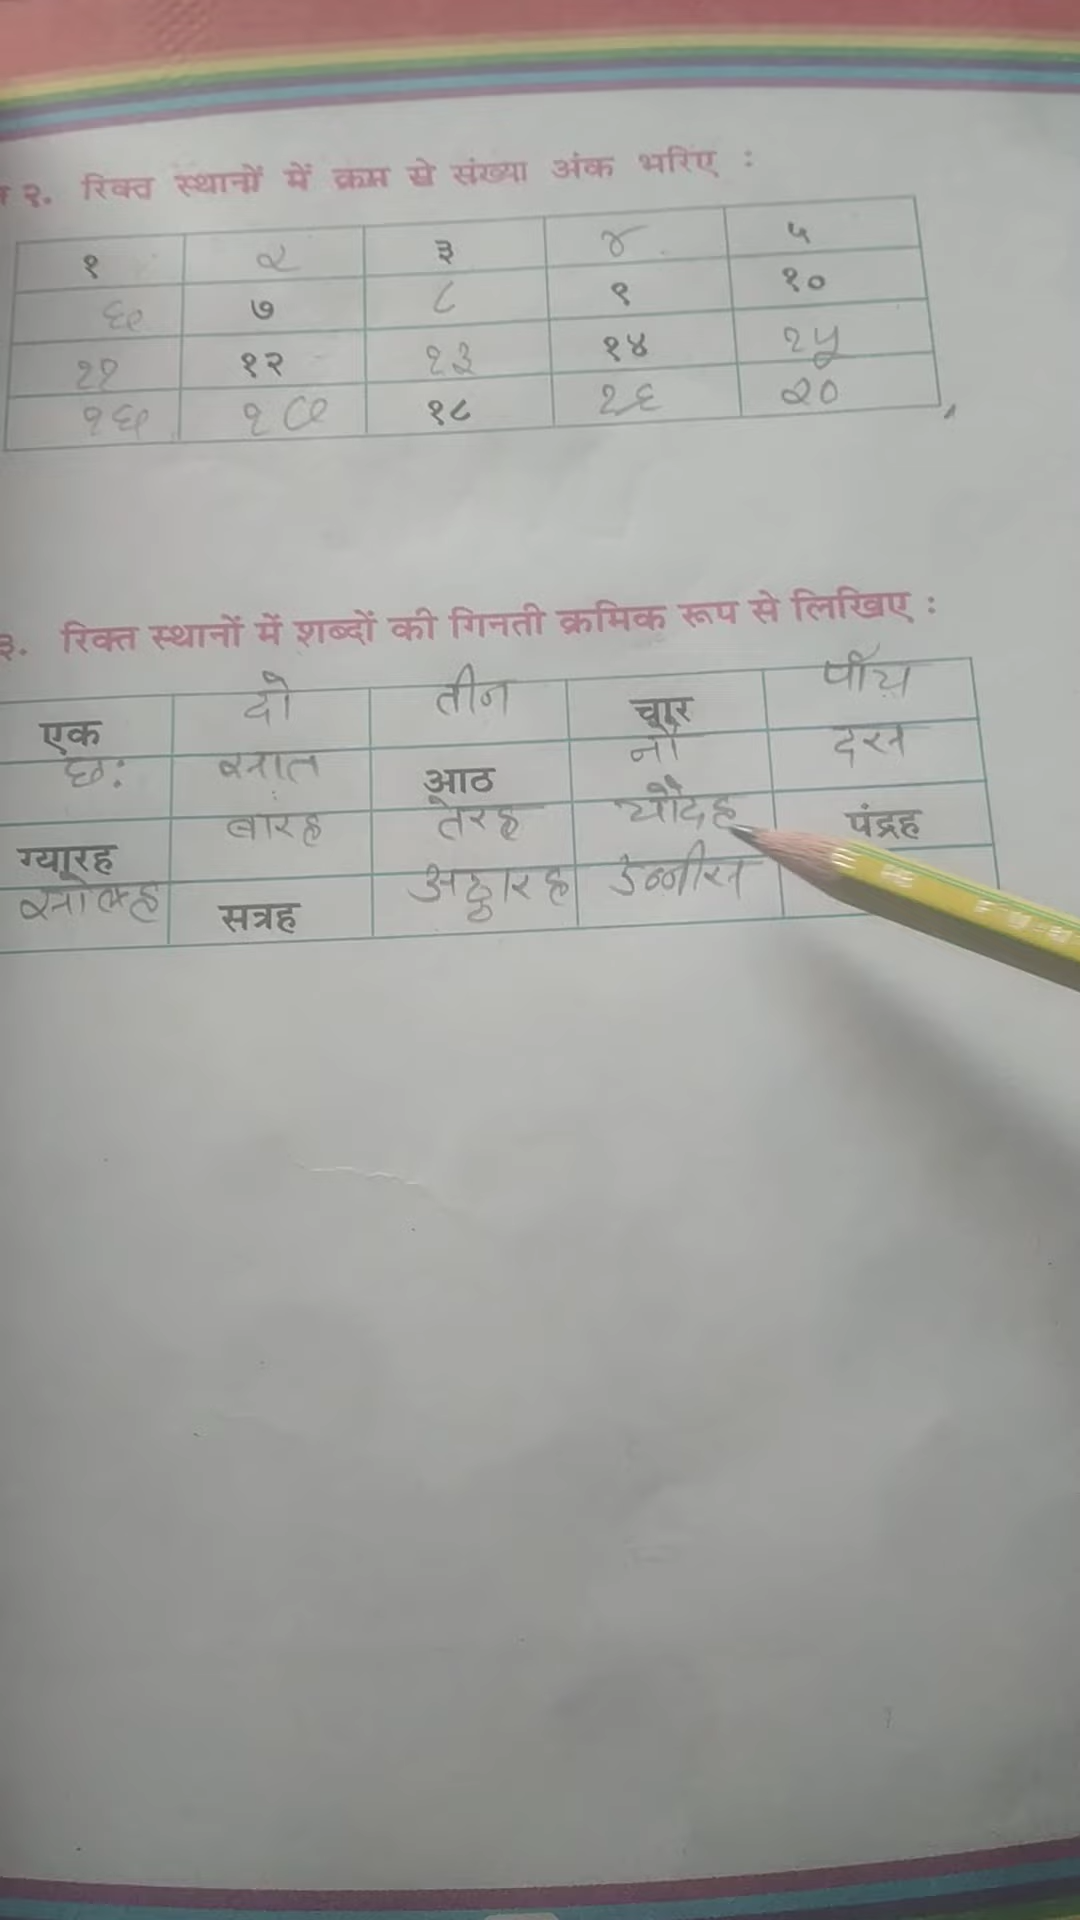 २. रिक्त स्थानों में क्रम से संख्या अंक भरिए :
१ २ ३ ४ ५
६ ७ ८ ९ १०
११ १२ १३ १४ १५
१६ १७ १८ १९ २०
३. रिक्त स्थानों में शब्दों की गिनती क्रमिक रूप से लिखिए :
एक दो तीन चार पाँच
छः सात आठ नौ दस
ग्यारह बारह तेरह चौदह पंद्रह
सोलह सत्रह अट्ठारह उन्नीस